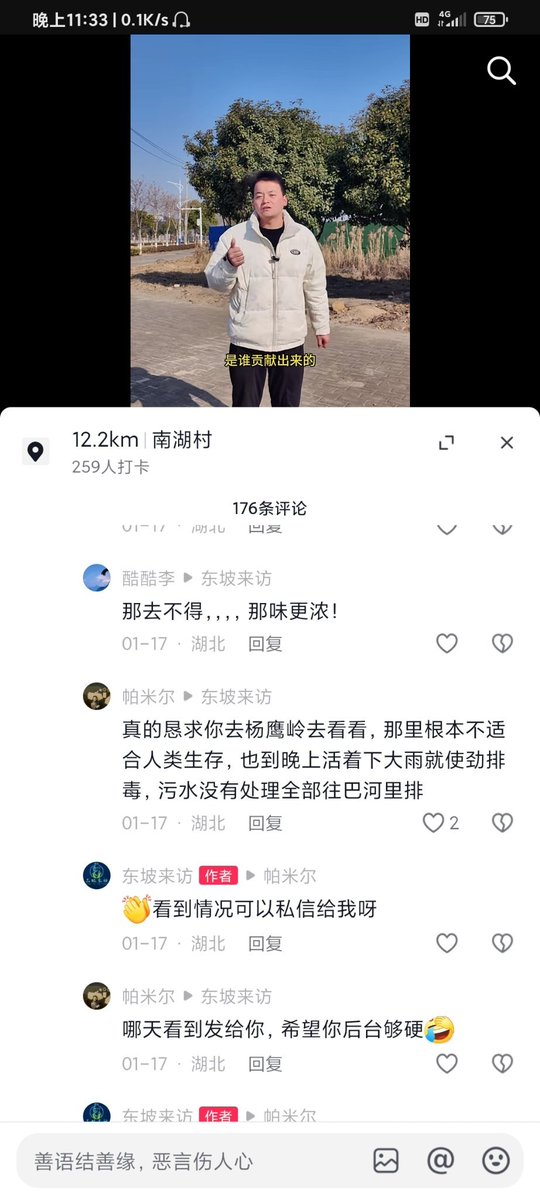 晚上11:33 | 0.1K/s
HD 4G 75
是谁贡献出来的
12.2km | 南湖村
259人打卡
176条评论
01-17 · 湖北 回复
酷酷李 ▶ 东坡来访
那去不得，，，，那味更浓！
01-17 · 湖北 回复
帕米尔 ▶ 东坡来访
真的恳求你去杨鹰岭去看看，那里根本不适
合人类生存，也到晚上活着下大雨就使劲排
毒，污水没有处理全部往巴河里排
01-17 · 湖北 回复 2
东坡来访 作者 ▶ 帕米尔
👏看到情况可以私信给我呀
01-17 · 湖北 回复
帕米尔 ▶ 东坡来访
哪天看到发给你，希望你后台够硬🤣
01-17 · 湖北 回复
东坡来访 作者 ▶ 帕米尔
善语结善缘，恶言伤人心